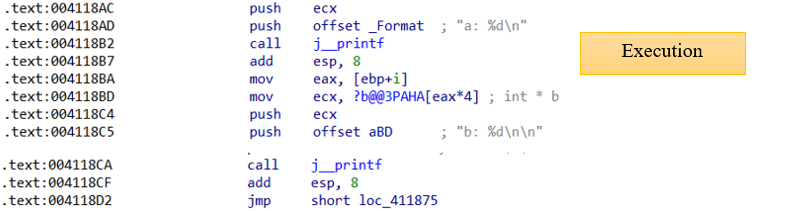 .text:004118AC push ecx
.text:004118AD push offset _Format ; "a: %d\n"
.text:004118B2 call j__printf
.text:004118B7 add esp, 8
.text:004118BA mov eax, [ebp+i]
.text:004118BD mov ecx, ?b@@3PAHA[eax*4] ; int * b
.text:004118C4 push ecx
.text:004118C5 push offset aBD ; "b: %d\n\n"
.text:004118CA call j__printf
.text:004118CF add esp, 8
.text:004118D2 jmp short loc_411875
Execution